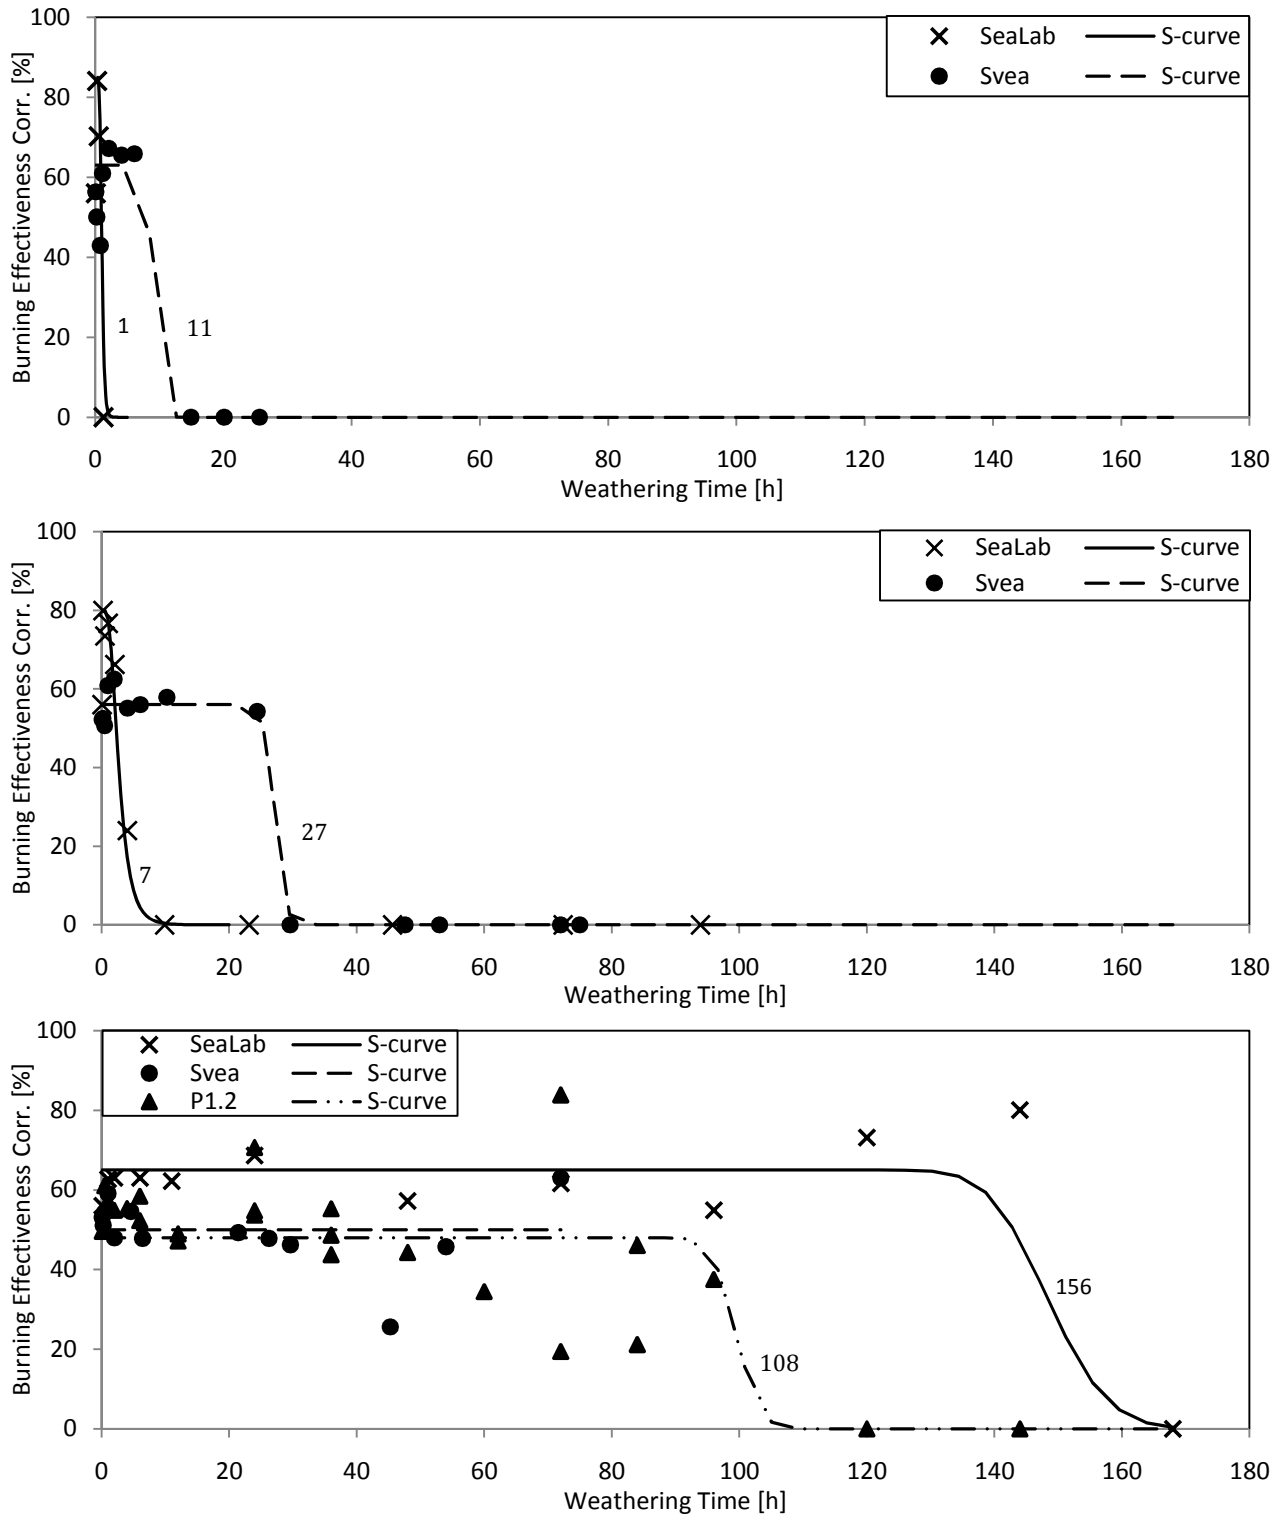 Burning Effectiveness Corr. [%]
100
80
60
40
20
0
SeaLab S-curve
Svea S-curve
1 11
0 20 40 60 80 100 120 140 160 180
Weathering Time [h]
Burning Effectiveness Corr. [%]
100
80
60
40
20
0
SeaLab S-curve
Svea S-curve
27
7
0 20 40 60 80 100 120 140 160 180
Weathering Time [h]
Burning Effectiveness Corr. [%]
100
80
60
40
20
0
SeaLab S-curve
Svea S-curve
P1.2 S-curve
156
108
0 20 40 60 80 100 120 140 160 180
Weathering Time [h]